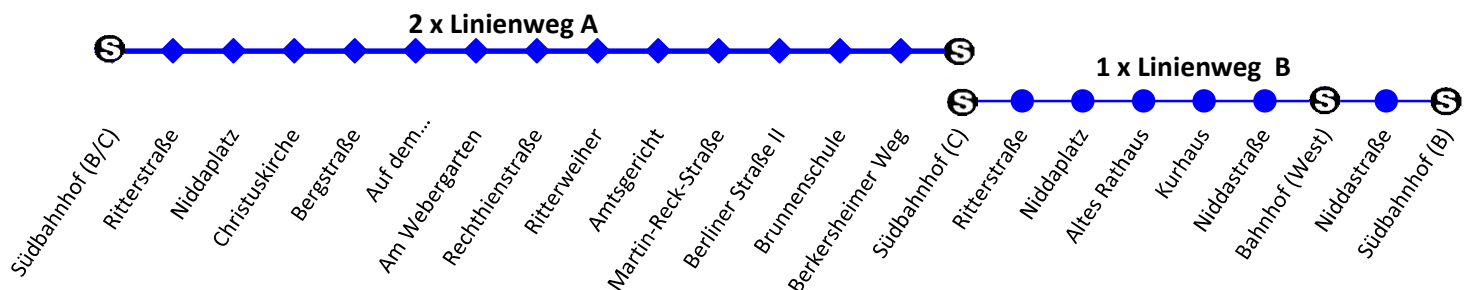 2 x Linienweg A
1 x Linienweg B
S
S
S
S
S
Südbahnhof (B/C)
Ritterstraße
Niddaplatz
Christuskirche
Bergstraße
Auf dem...
Am Webergarten
Rechthienstraße
Ritterweiher
Amtsgericht
Martin-Reck-Straße
Berliner Straße II
Brunnenschule
Berkersheimer Weg
Südbahnhof (C)
Ritterstraße
Niddaplatz
Altes Rathaus
Kurhaus
Niddastraße
Bahnhof (West)
Niddastraße
Südbahnhof (B)